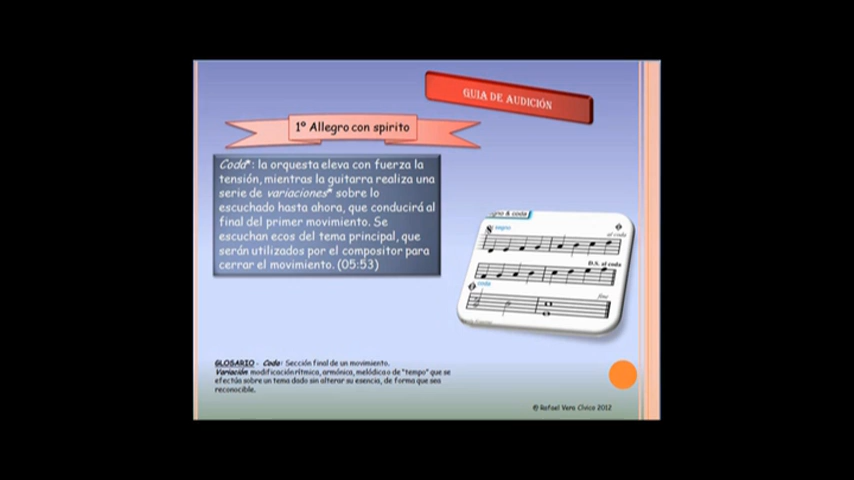 GUIA DE AUDICIÓN
1º Allegro con spirito
Coda*: la orquesta eleva con fuerza la
tensión, mientras la guitarra realiza una
serie de variaciones* sobre lo
escuchado hasta ahora, que conducirá al
final del primer movimiento. Se
escuchan ecos del tema principal, que
serán utilizados por el compositor para
cerrar el movimiento. (05:53)
gno & coda
segno
al coda
D.S. al coda
coda
fine
GLOSARIO - Coda: Sección final de un movimiento.
Variación: modificación rítmica, armónica, melódica o de "tempo" que se
efectúa sobre un tema dado sin alterar su esencia, de forma que sea
reconocible.
© Rafael Vera Chica 2012